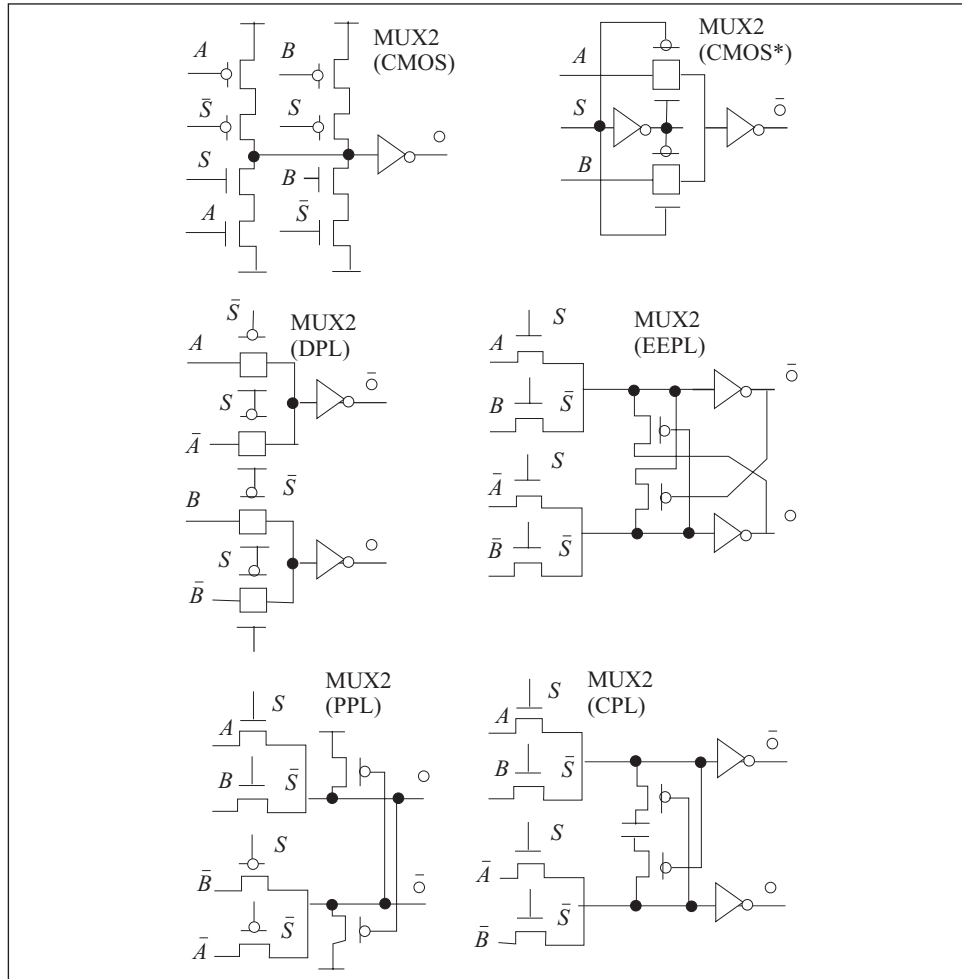 MUX2
(CMOS)
A
B
S̄
S
S
B
A
S̄
O
MUX2
(CMOS*)
A
S
B
Ō
MUX2
(DPL)
S̄
A
S
Ā
Ō
S̄
B
S
B̄
O
MUX2
(EEPL)
S
A
B
S̄
Ō
S
Ā
B̄
S̄
O
MUX2
(PPL)
S
A
B
S̄
O
S
B̄
S̄
Ā
Ō
MUX2
(CPL)
S
A
B
S̄
Ō
S
Ā
S̄
B̄
O